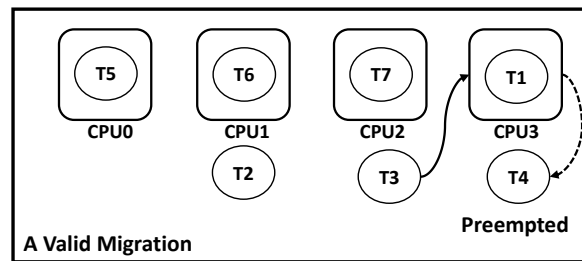 T5 T6 T7 T1
CPU0 CPU1 CPU2 CPU3
T2 T3 T4
Preempted
A Valid Migration